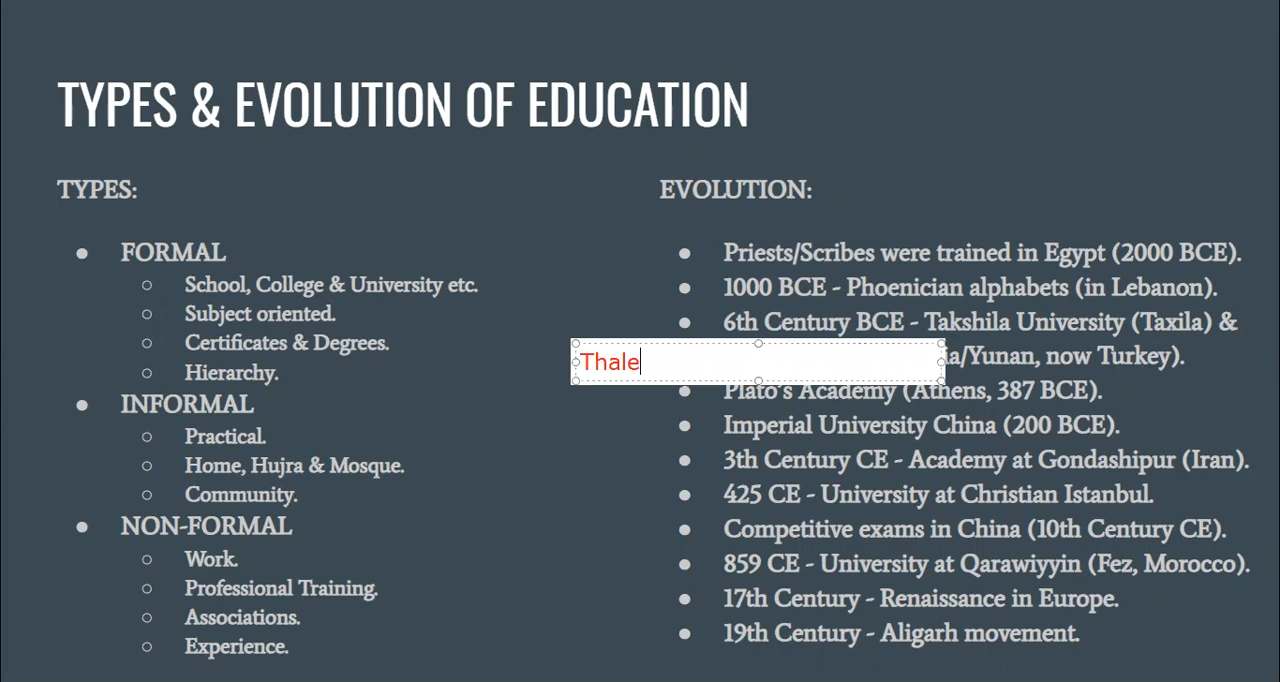 TYPES & EVOLUTION OF EDUCATION
TYPES:
● FORMAL
○ School, College & University etc.
○ Subject oriented.
○ Certificates & Degrees.
○ Hierarchy.
● INFORMAL
○ Practical.
○ Home, Hujra & Mosque.
○ Community.
● NON-FORMAL
○ Work.
○ Professional Training.
○ Associations.
○ Experience.
EVOLUTION:
● Priests/Scribes were trained in Egypt (2000 BCE).
● 1000 BCE - Phoenician alphabets (in Lebanon).
● 6th Century BCE - Takshila University (Taxila) &
Thale
a/Yunan, now Turkey).
● Plato's Academy (Athens, 387 BCE).
● Imperial University China (200 BCE).
● 3th Century CE - Academy at Gondashipur (Iran).
● 425 CE - University at Christian Istanbul.
● Competitive exams in China (10th Century CE).
● 859 CE - University at Qarawiyyin (Fez, Morocco).
● 17th Century - Renaissance in Europe.
● 19th Century - Aligarh movement.